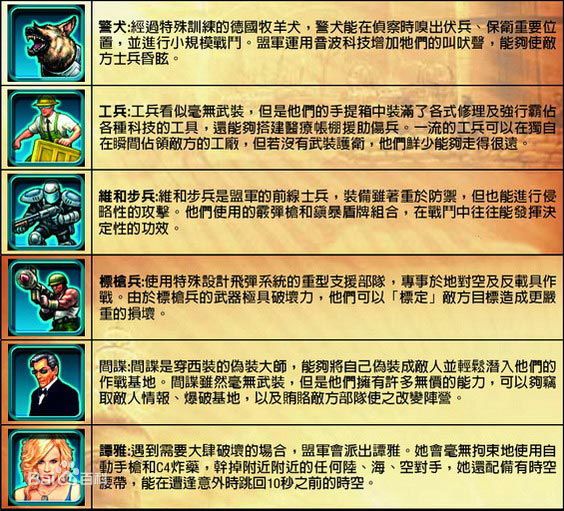 警犬:經過特殊訓練的德國牧羊犬，警犬能在偵察時嗅出伏兵、保衛重要位
置，並進行小規模戰鬥。盟軍運用音波科技增加牠們的叫吠聲，能夠使敵
方士兵昏眩。
工兵:工兵看似毫無武裝，但是他們的手提箱中裝滿了各式修理及強行霸佔
各種科技的工具，還能夠搭建醫療帳棚援助傷兵。一流的工兵可以在獨自
在瞬間佔領敵方的工廠，但若沒有武裝護衛，他們鮮少能夠走得很遠。
維和步兵:維和步兵是盟軍的前線士兵，裝備雖著重於防禦，但也能進行侵
略性的攻擊。他們使用的霰彈槍和鎮暴盾牌組合，在戰鬥中往往能發揮決
定性的功效。
標槍兵:使用特殊設計飛彈系統的重型支援部隊，專事於地對空及反載具作
戰。由於標槍兵的武器極具破壞力，他們可以「標定」敵方目標造成更嚴
重的損壞。
間諜:間諜是穿西裝的偽裝大師，能夠將自己偽裝成敵人並輕鬆潛入他們的
作戰基地。間諜雖然毫無武裝，但是他們擁有許多無價的能力，可以夠竊
取敵人情報、爆破基地，以及賄賂敵方部隊使之改變陣營。
譚雅:遇到需要大肆破壞的場合，盟軍會派出譚雅。她會毫無拘束地使用自
動手槍和C4炸藥，幹掉附近附近的任何陸、海、空對手，她還配備有時空
腰帶，能在遭逢意外時跳回10秒之前的時空。
Bai百科